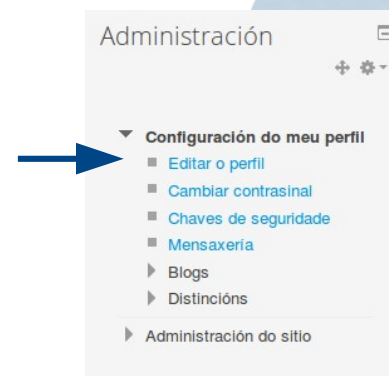 Administración
Configuración do meu perfil
Editar o perfil
Cambiar contrasinal
Chaves de seguridade
Mensaxería
Blogs
Distincións
Administración do sitio